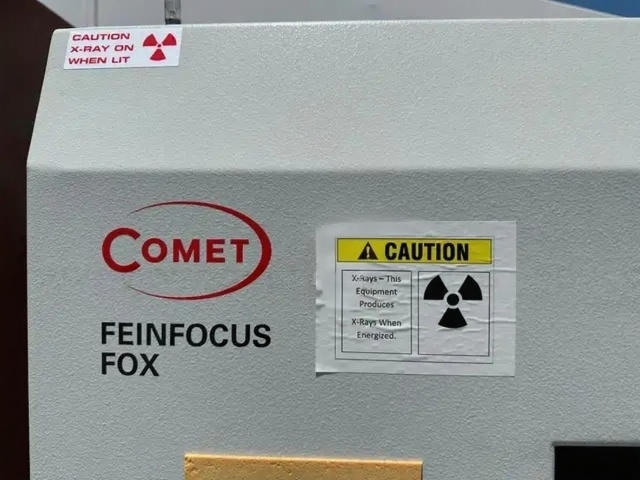 CAUTION
X-RAY ON
WHEN LIT
COMET
FEINFOCUS
FOX
CAUTION
X-Rays – This
Equipment
Produces
X-Rays When
Energized.